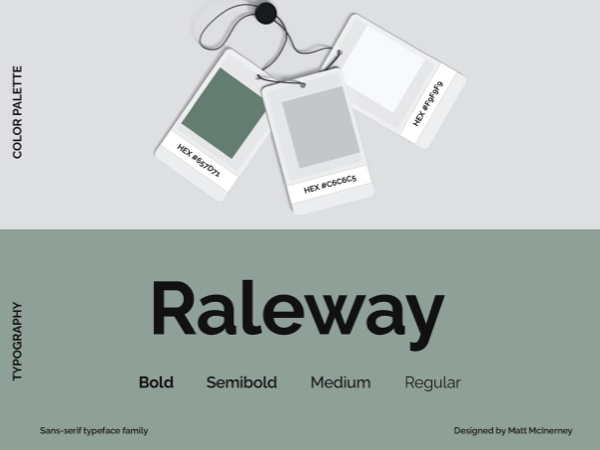 COLOR PALETTE
HEX #657D71
HEX #C6C6C5
HEX #F9F9F9
TYPOGRAPHY
Raleway
Bold Semibold Medium Regular
Sans-serif typeface family Designed by Matt McInerney